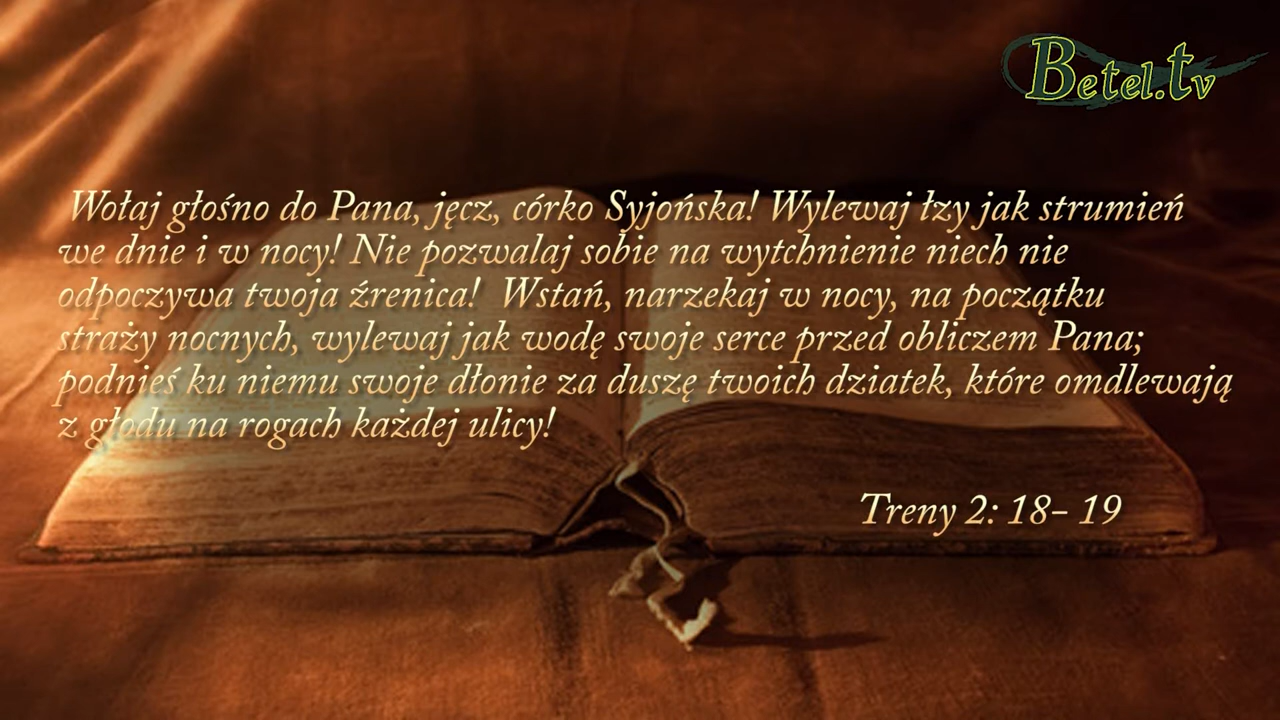 Betel.tv
Wołaj głośno do Pana, jęcz, córko Syjońska! Wylewaj łzy jak strumień
we dnie i w nocy! Nie pozwalaj sobie na wytchnienie niech nie
odpoczywa twoja źrenica! Wstań, narzekaj w nocy, na początku
straży nocnych, wylewaj jak wodę swoje serce przed obliczem Pana;
podnieś ku niemu swoje dłonie za duszę twoich dziatek, które omdlewają
z głodu na rogach każdej ulicy!
Treny 2: 18- 19